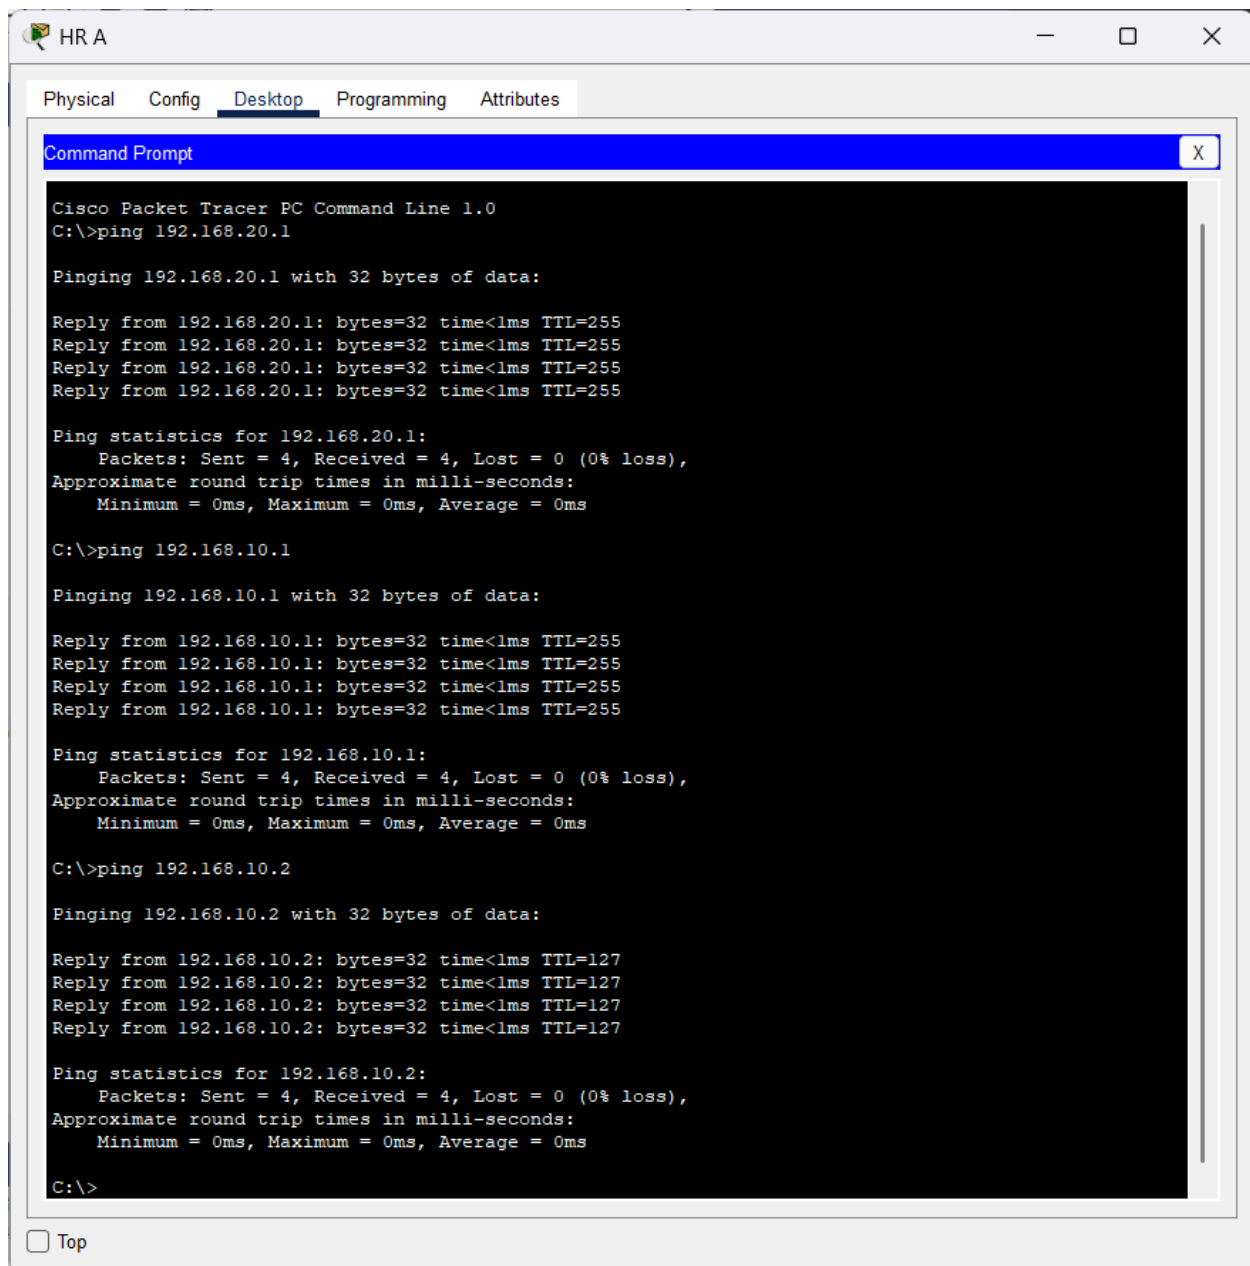 HR A
Physical Config Desktop Programming Attributes
Command Prompt X
Cisco Packet Tracer PC Command Line 1.0
C:\>ping 192.168.20.1
Pinging 192.168.20.1 with 32 bytes of data:
Reply from 192.168.20.1: bytes=32 time<1ms TTL=255
Reply from 192.168.20.1: bytes=32 time<1ms TTL=255
Reply from 192.168.20.1: bytes=32 time<1ms TTL=255
Reply from 192.168.20.1: bytes=32 time<1ms TTL=255
Ping statistics for 192.168.20.1:
Packets: Sent = 4, Received = 4, Lost = 0 (0% loss),
Approximate round trip times in milli-seconds:
Minimum = 0ms, Maximum = 0ms, Average = 0ms
C:\>ping 192.168.10.1
Pinging 192.168.10.1 with 32 bytes of data:
Reply from 192.168.10.1: bytes=32 time<1ms TTL=255
Reply from 192.168.10.1: bytes=32 time<1ms TTL=255
Reply from 192.168.10.1: bytes=32 time<1ms TTL=255
Reply from 192.168.10.1: bytes=32 time<1ms TTL=255
Ping statistics for 192.168.10.1:
Packets: Sent = 4, Received = 4, Lost = 0 (0% loss),
Approximate round trip times in milli-seconds:
Minimum = 0ms, Maximum = 0ms, Average = 0ms
C:\>ping 192.168.10.2
Pinging 192.168.10.2 with 32 bytes of data:
Reply from 192.168.10.2: bytes=32 time<1ms TTL=127
Reply from 192.168.10.2: bytes=32 time<1ms TTL=127
Reply from 192.168.10.2: bytes=32 time<1ms TTL=127
Reply from 192.168.10.2: bytes=32 time<1ms TTL=127
Ping statistics for 192.168.10.2:
Packets: Sent = 4, Received = 4, Lost = 0 (0% loss),
Approximate round trip times in milli-seconds:
Minimum = 0ms, Maximum = 0ms, Average = 0ms
C:\>
Top